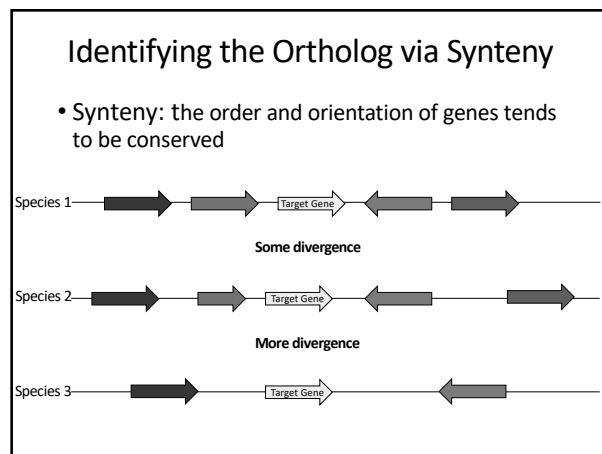 Identifying the Ortholog via Synteny
• Synteny: the order and orientation of genes tends
to be conserved
Species 1
Target Gene
Some divergence
Species 2
Target Gene
More divergence
Species 3
Target Gene